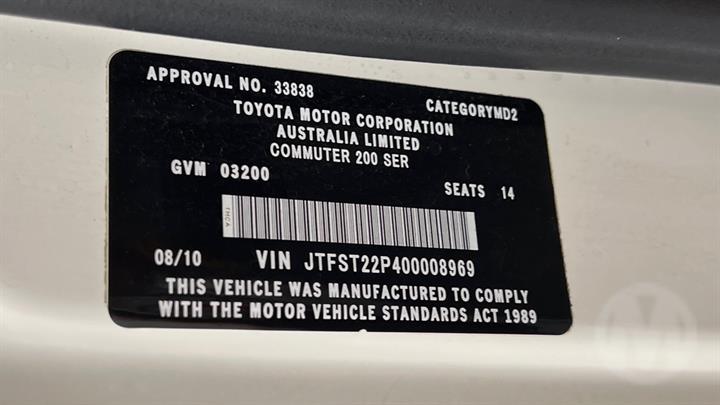 APPROVAL NO. 33838 CATEGORYMD2
TOYOTA MOTOR CORPORATION
AUSTRALIA LIMITED
COMMUTER 200 SER
GVM 03200 SEATS 14
TMCA
08/10 VIN JTFST22P400008969
THIS VEHICLE WAS MANUFACTURED TO COMPLY
WITH THE MOTOR VEHICLE STANDARDS ACT 1989